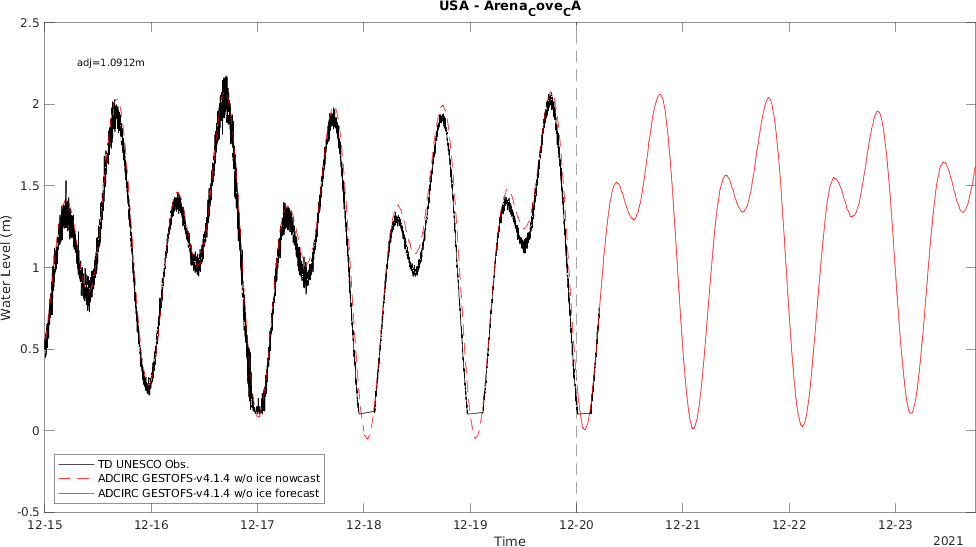 USA - ArenaCoveCA
2.5
adj=1.0912m
2
1.5
1
0.5
0
-0.5
Water Level (m)
TD UNESCO Obs.
ADCIRC GESTOFS-v4.1.4 w/o ice nowcast
ADCIRC GESTOFS-v4.1.4 w/o ice forecast
12-15 12-16 12-17 12-18 12-19 12-20 12-21 12-22 12-23
Time
2021